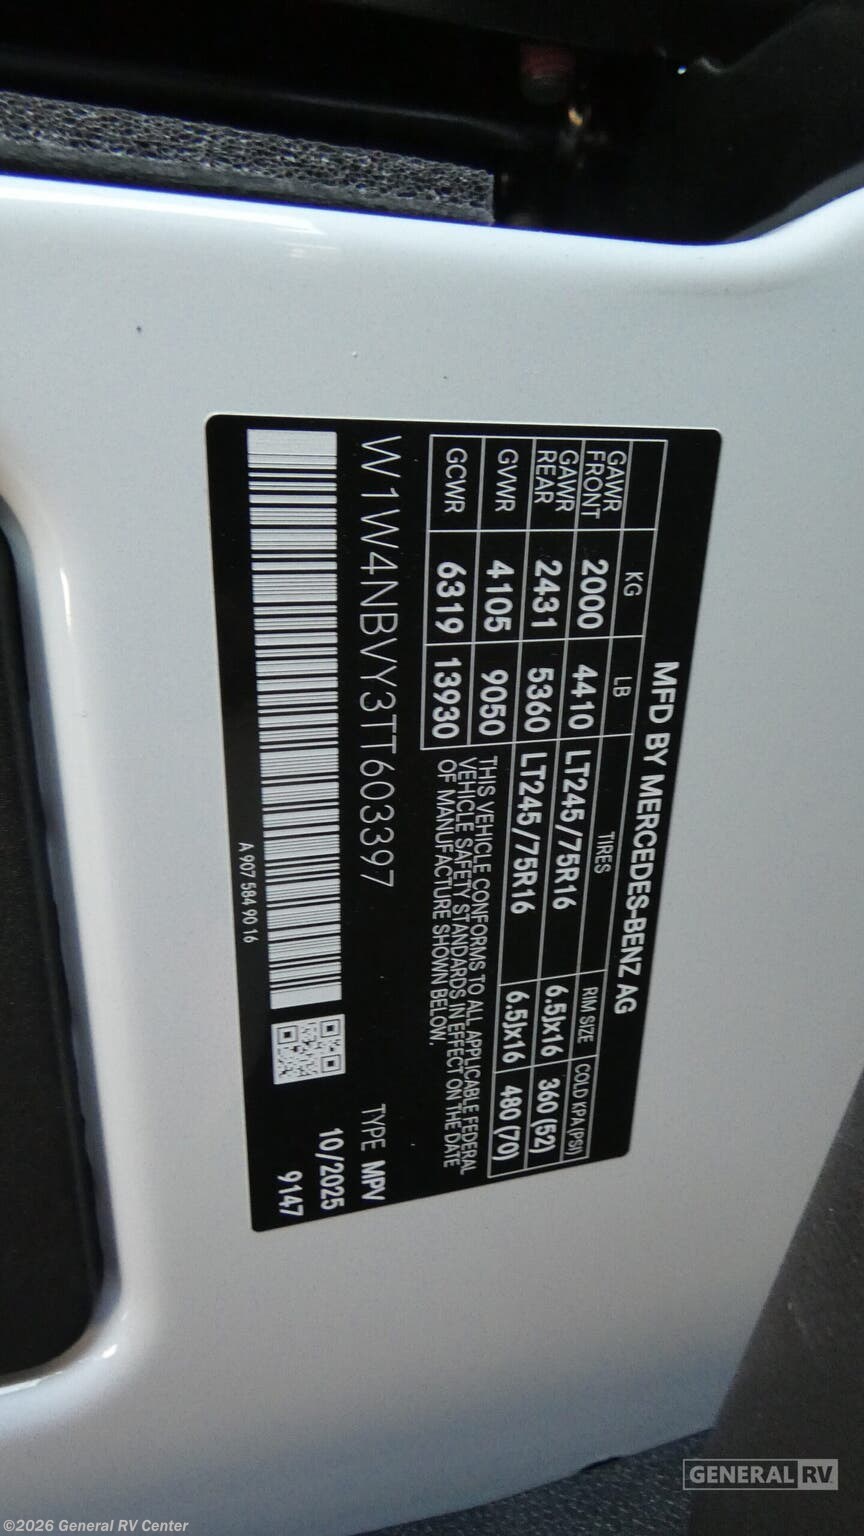 MFD BY MERCEDES-BENZ AG
KG LB TIRES RIM SIZE COLD KPA (PSI)
GAWR FRONT 2000 4410 LT245/75R16 6.5Jx16 360 (52)
GAWR REAR 2431 5360 LT245/75R16 6.5Jx16 480 (70)
GVWR 4105 9050
GCWR 6319 13930
THIS VEHICLE CONFORMS TO ALL APPLICABLE FEDERAL
VEHICLE SAFETY STANDARDS IN EFFECT ON THE DATE
OF MANUFACTURE SHOWN BELOW.
W1W4NBVY3TT603397
TYPE MPV
10/2025
9147
A 907 584 90 16
GENERAL RV
©2026 General RV Center